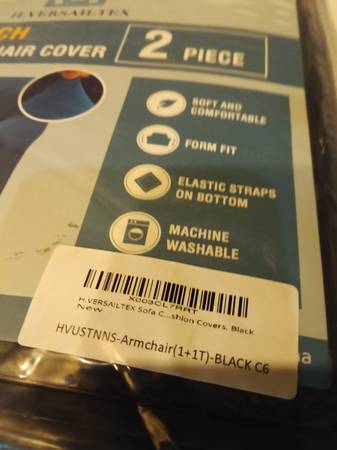 H.VERSAILTEX
CH
AIR COVER
2 PIECE
SOFT AND
COMFORTABLE
FORM FIT
ELASTIC STRAPS
ON BOTTOM
MACHINE
WASHABLE
H.VERSAILTEX Sofa C...shion Covers, Black
New
HVUSTNNS-Armchair(1+1T)-BLACK C6
a